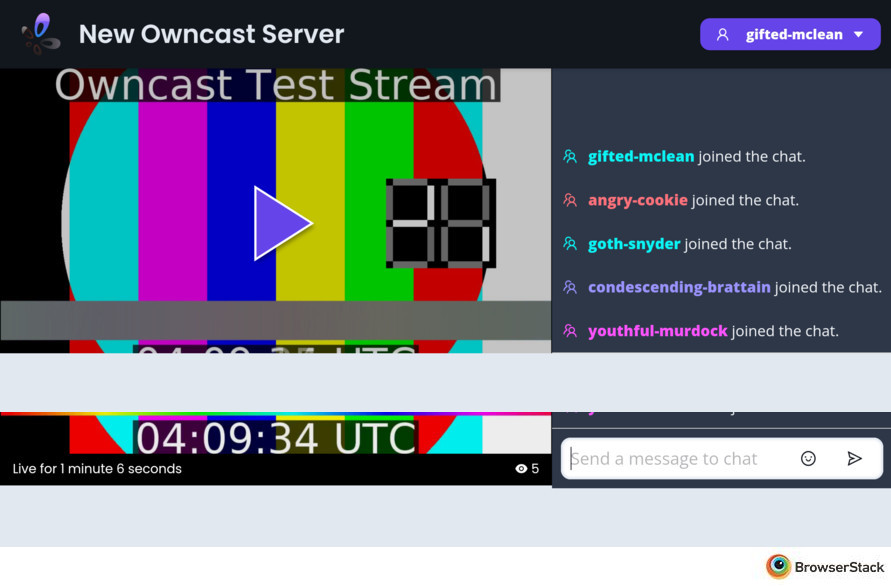 New Owncast Server
gifted-mclean
Owncast Test Stream
gifted-mclean joined the chat.
angry-cookie joined the chat.
goth-snyder joined the chat.
condescending-brattain joined the chat.
youthful-murdock joined the chat.
UTC
04:09:34 UTC
Live for 1 minute 6 seconds
5
Send a message to chat
BrowserStack